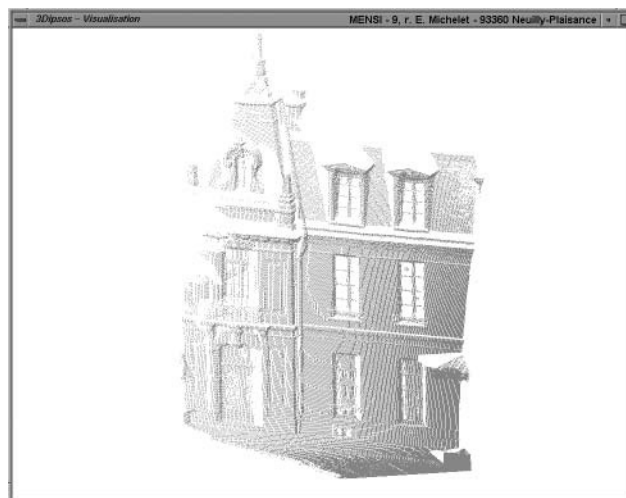 3Dipsos – Visualisation MENSI - 9, r. E. Michelet - 93360 Neuilly-Plaisance